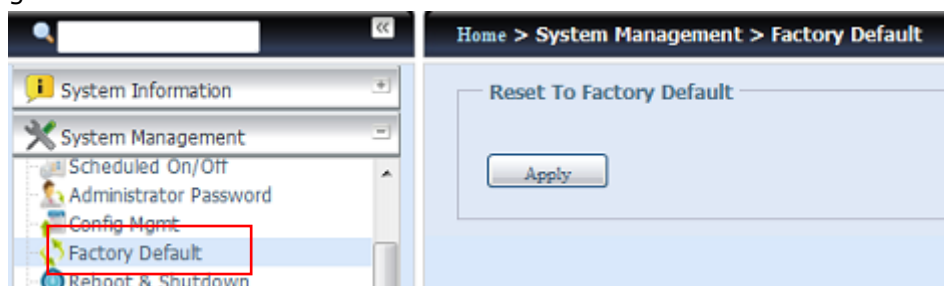 Home > System Management > Factory Default
System Information
System Management
Scheduled On/Off
Administrator Password
Config Mgmt
Factory Default
Reboot & Shutdown
Reset To Factory Default
Apply